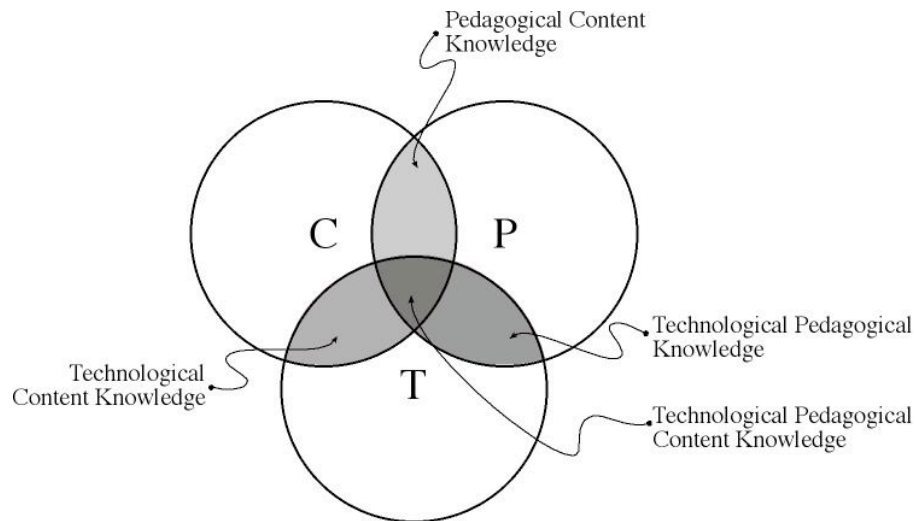 Pedagogical Content
Knowledge
C
P
Technological Pedagogical
Knowledge
Technological
Content Knowledge
T
Technological Pedagogical
Content Knowledge